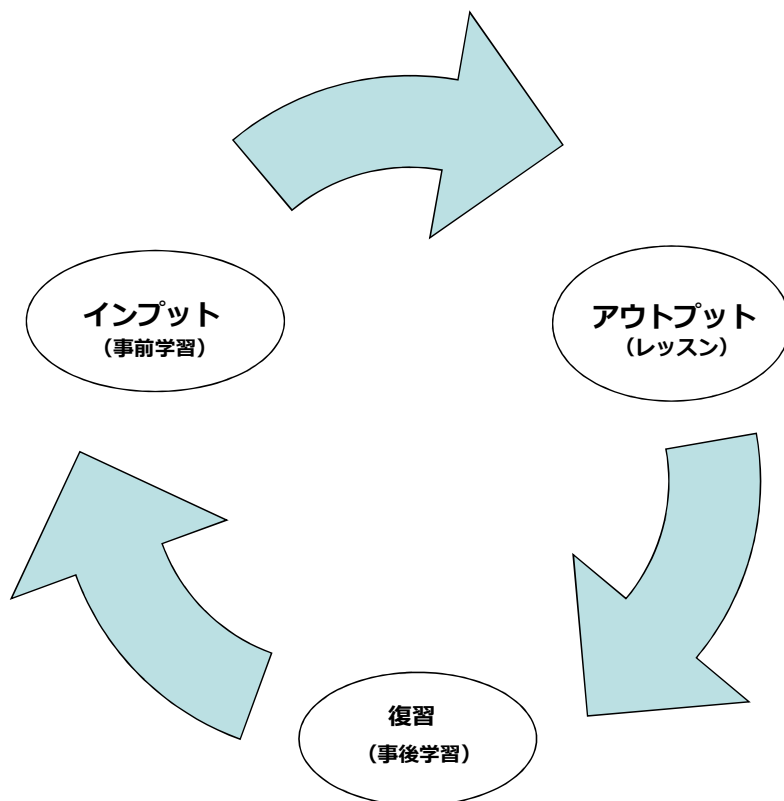 インプット
（事前学習）
アウトプット
（レッスン）
復習
（事後学習）